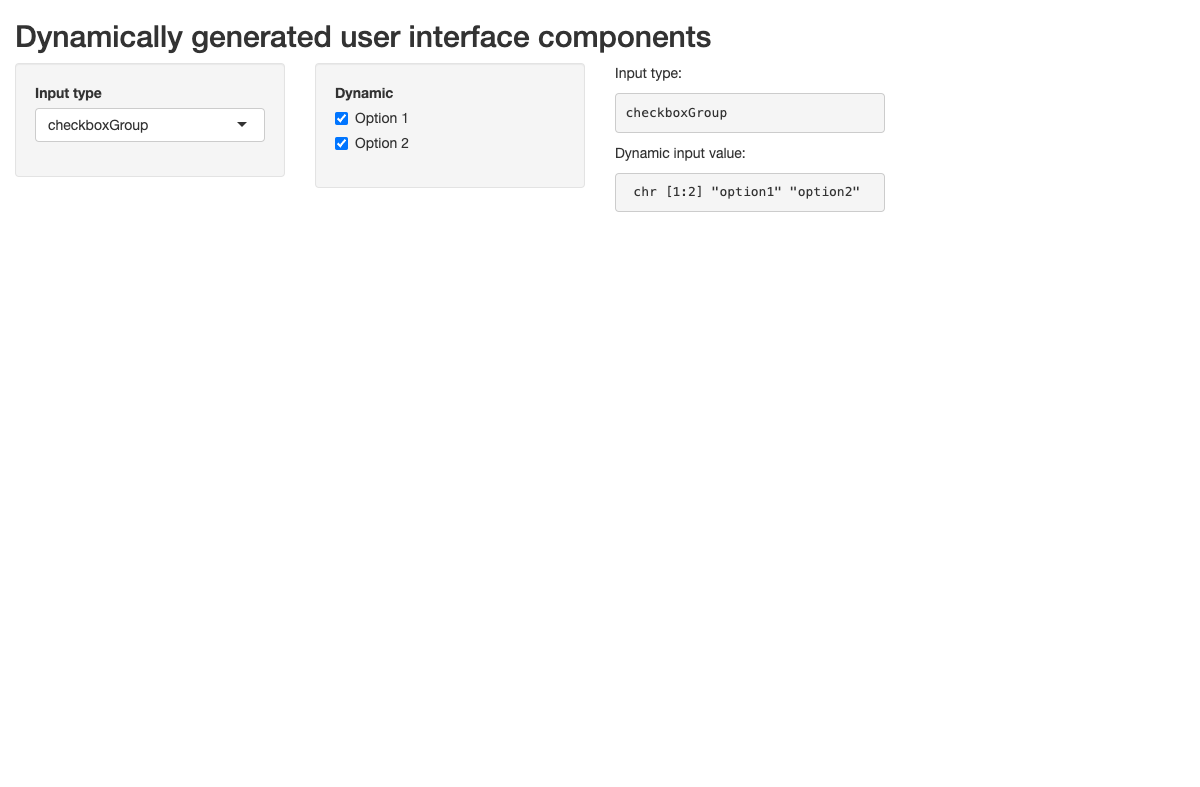 Dynamically generated user interface components
Input type
checkboxGroup
Dynamic
Option 1
Option 2
Input type:
checkboxGroup
Dynamic input value:
chr [1:2] "option1" "option2"